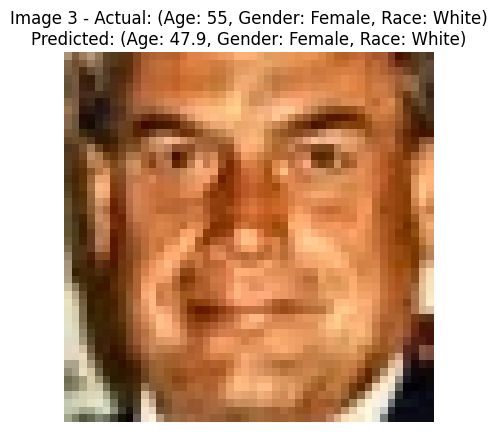 Image 3 - Actual: (Age: 55, Gender: Female, Race: White)
Predicted: (Age: 47.9, Gender: Female, Race: White)